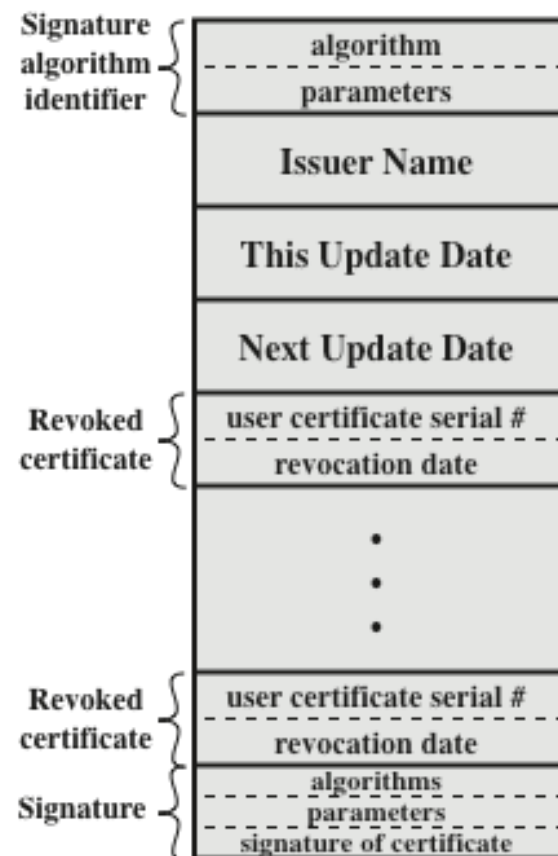 Signature
algorithm
identifier
algorithm
parameters
Issuer Name
This Update Date
Next Update Date
Revoked
certificate
user certificate serial #
revocation date
Revoked
certificate
user certificate serial #
revocation date
Signature
algorithms
parameters
signature of certificate